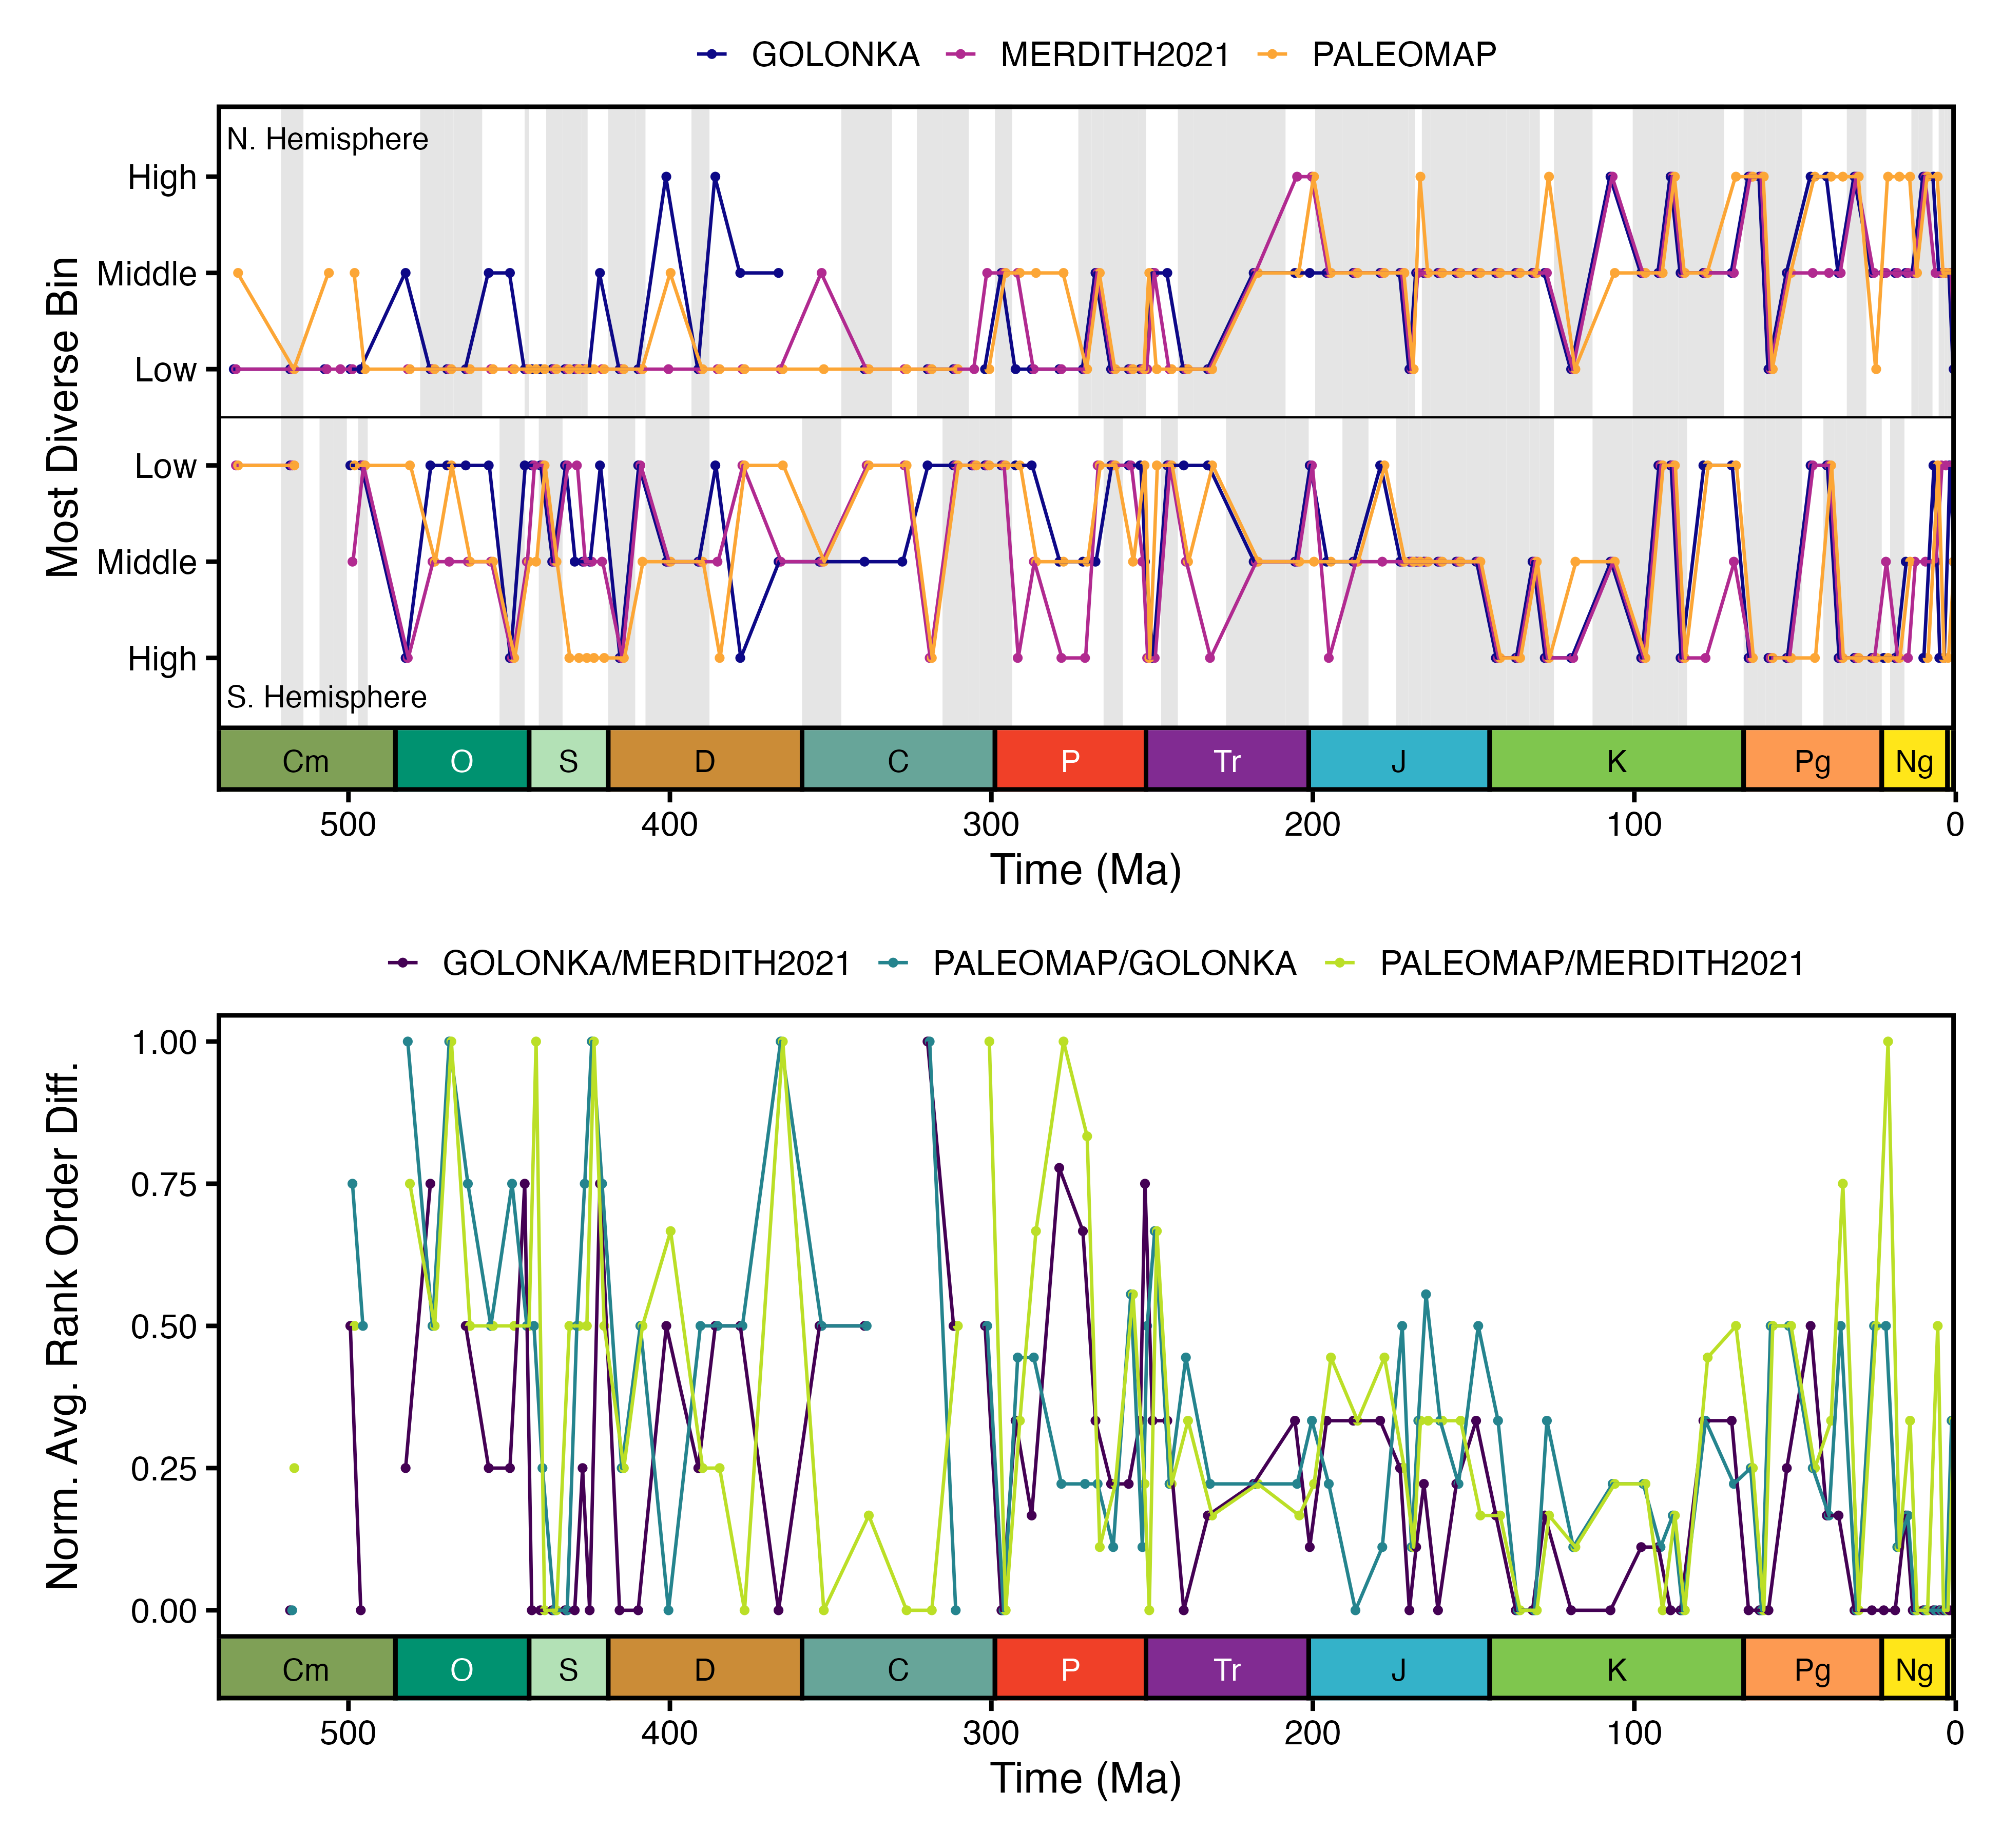 GOLONKA MERDITH2021 PALEOMAP
N. Hemisphere
High
Middle
Low
Most Diverse Bin
Low
Middle
High
S. Hemisphere
Cm O S D C P Tr J K Pg Ng
500 400 300 200 100 0
Time (Ma)
GOLONKA/MERDITH2021 PALEOMAP/GOLONKA PALEOMAP/MERDITH2021
1.00
0.75
0.50
0.25
0.00
Norm. Avg. Rank Order Diff.
Cm O S D C P Tr J K Pg Ng
500 400 300 200 100 0
Time (Ma)